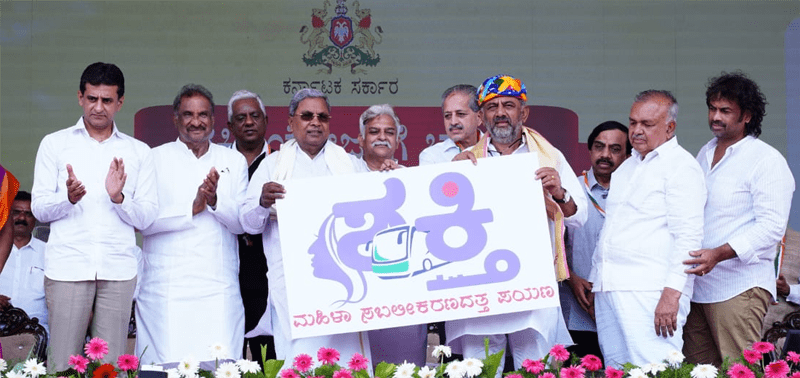 ಕರ್ನಾಟಕ ಸರ್ಕಾರ
ಶಕ್ತಿ
ಮಹಿಳಾ ಸಬಲೀಕರಣದತ್ತ ಪಯಣ